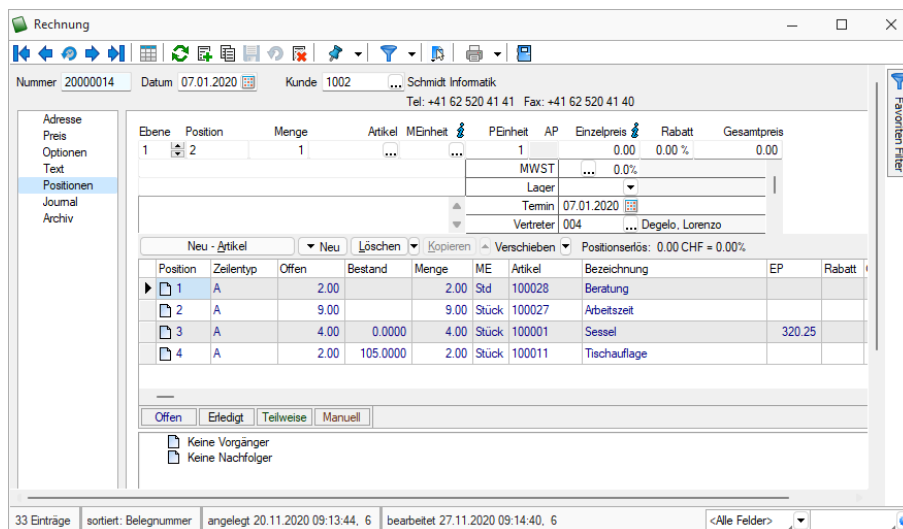 Rechnung
Nummer 20000014 Datum 07.01.2020 Kunde 1002 ... Schmidt Informatik
Tel: +41 62 520 41 41 Fax: +41 62 520 41 40
Favoriten Filter
Adresse
Preis
Optionen
Text
Positionen
Journal
Archiv
Ebene Position Menge Artikel MEinheit PEinheit AP Einzelpreis Rabatt Gesamtpreis
1 2 1 ... ... 1 0.00 0.00 % 0.00
MWST ... 0.0%
Lager
Termin 07.01.2020
Vertreter 004 ... Degelo, Lorenzo
Neu - Artikel Neu Löschen Kopieren Verschieben Positionserlös: 0.00 CHF = 0.00%
Position Zeilentyp Offen Bestand Menge ME Artikel Bezeichnung EP Rabatt
1 A 2.00 2.00 Std 100028 Beratung
2 A 9.00 9.00 Stück 100027 Arbeitszeit
3 A 4.00 0.0000 4.00 Stück 100001 Sessel 320.25
4 A 2.00 105.0000 2.00 Stück 100011 Tischauflage
Offen Erledigt Teilweise Manuell
Keine Vorgänger
Keine Nachfolger
33 Einträge sortiert: Belegnummer angelegt 20.11.2020 09:13:44, 6 bearbeitet 27.11.2020 09:14:40, 6 <Alle Felder>